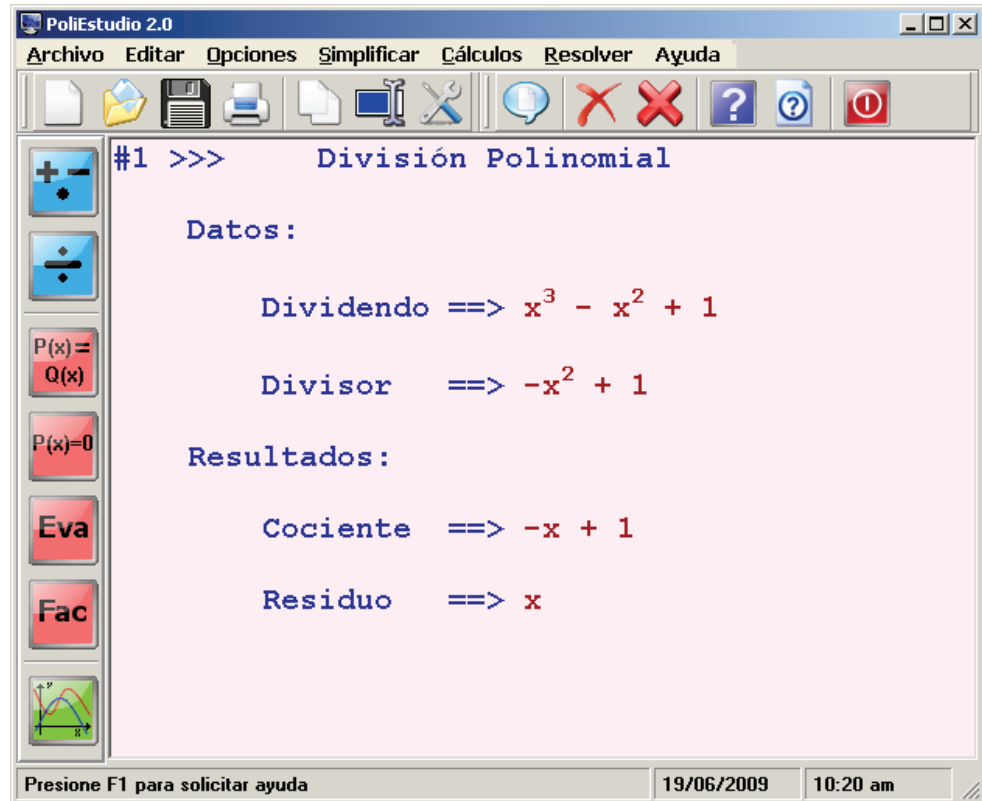 PoliEstudio 2.0
Archivo Editar Opciones Simplificar Cálculos Resolver Ayuda
#1 >>> División Polinomial
Datos:
Dividendo ==> x³ - x² + 1
Divisor ==> -x² + 1
Resultados:
Cociente ==> -x + 1
Residuo ==> x
P(x)=
Q(x)
P(x)=0
Eva
Fac
y
x
Presione F1 para solicitar ayuda
19/06/2009
10:20 am